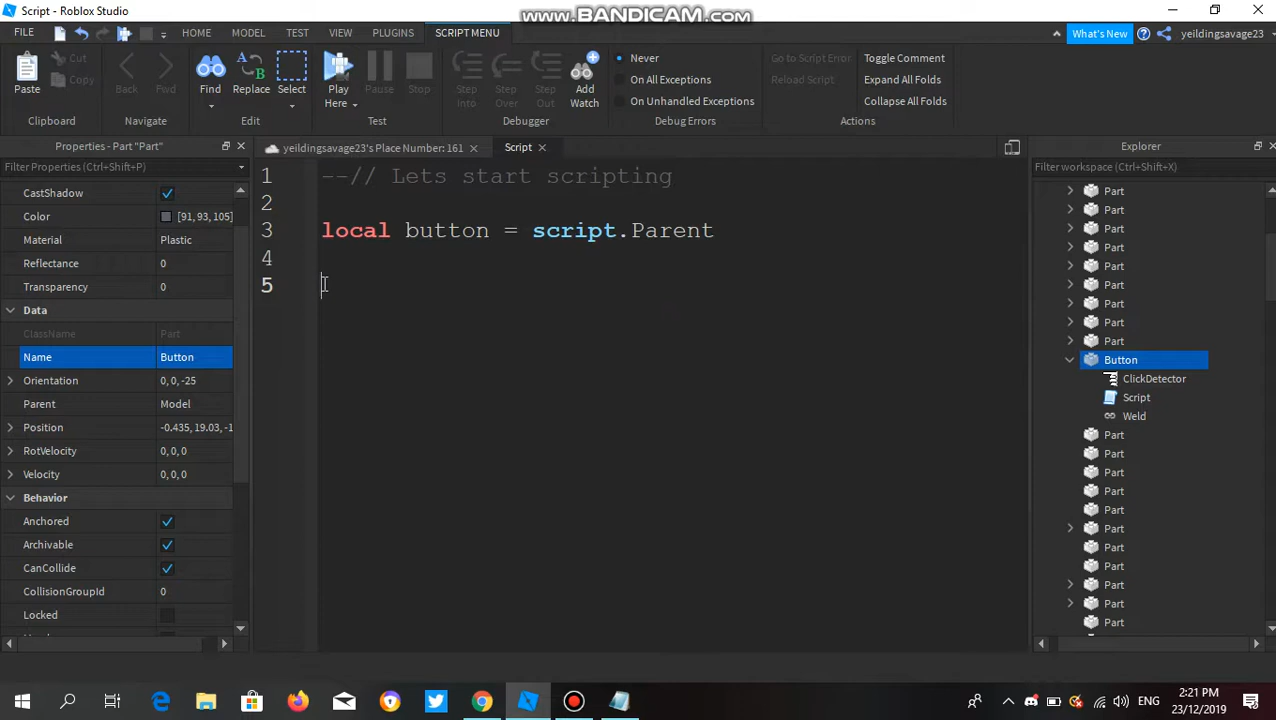 Script - Roblox Studio
www.BANDICAM.com
FILE HOME MODEL TEST VIEW PLUGINS SCRIPT MENU What's New yeildingsavage23
Paste Cut Copy
Clipboard
Back Fwd
Navigate
Find Replace Select
Edit
Play Here Pause Stop
Test
Step Into Step Over Step Out Add Watch
Debugger
Never
On All Exceptions
On Unhandled Exceptions
Debug Errors
Go to Script Error Toggle Comment
Reload Script Expand All Folds
Collapse All Folds
Actions
Properties - Part "Part"
Filter Properties (Ctrl+Shift+P)
CastShadow
Color [91, 93, 105]
Material Plastic
Reflectance 0
Transparency 0
Data
ClassName Part
Name Button
Orientation 0, 0, -25
Parent Model
Position -0.435, 19.03, -1
RotVelocity 0, 0, 0
Velocity 0, 0, 0
Behavior
Anchored
Archivable
CanCollide
CollisionGroupId 0
Locked
yeildingsavage23's Place Number: 161
Script
1 --// Lets start scripting
2
3 local button = script.Parent
4
5
Explorer
Filter workspace (Ctrl+Shift+X)
Part
Part
Part
Part
Part
Part
Part
Part
Part
Button
ClickDetector
Script
Weld
Part
Part
Part
Part
Part
Part
Part
Part
Part
Part
Part
ENG
2:21 PM
23/12/2019